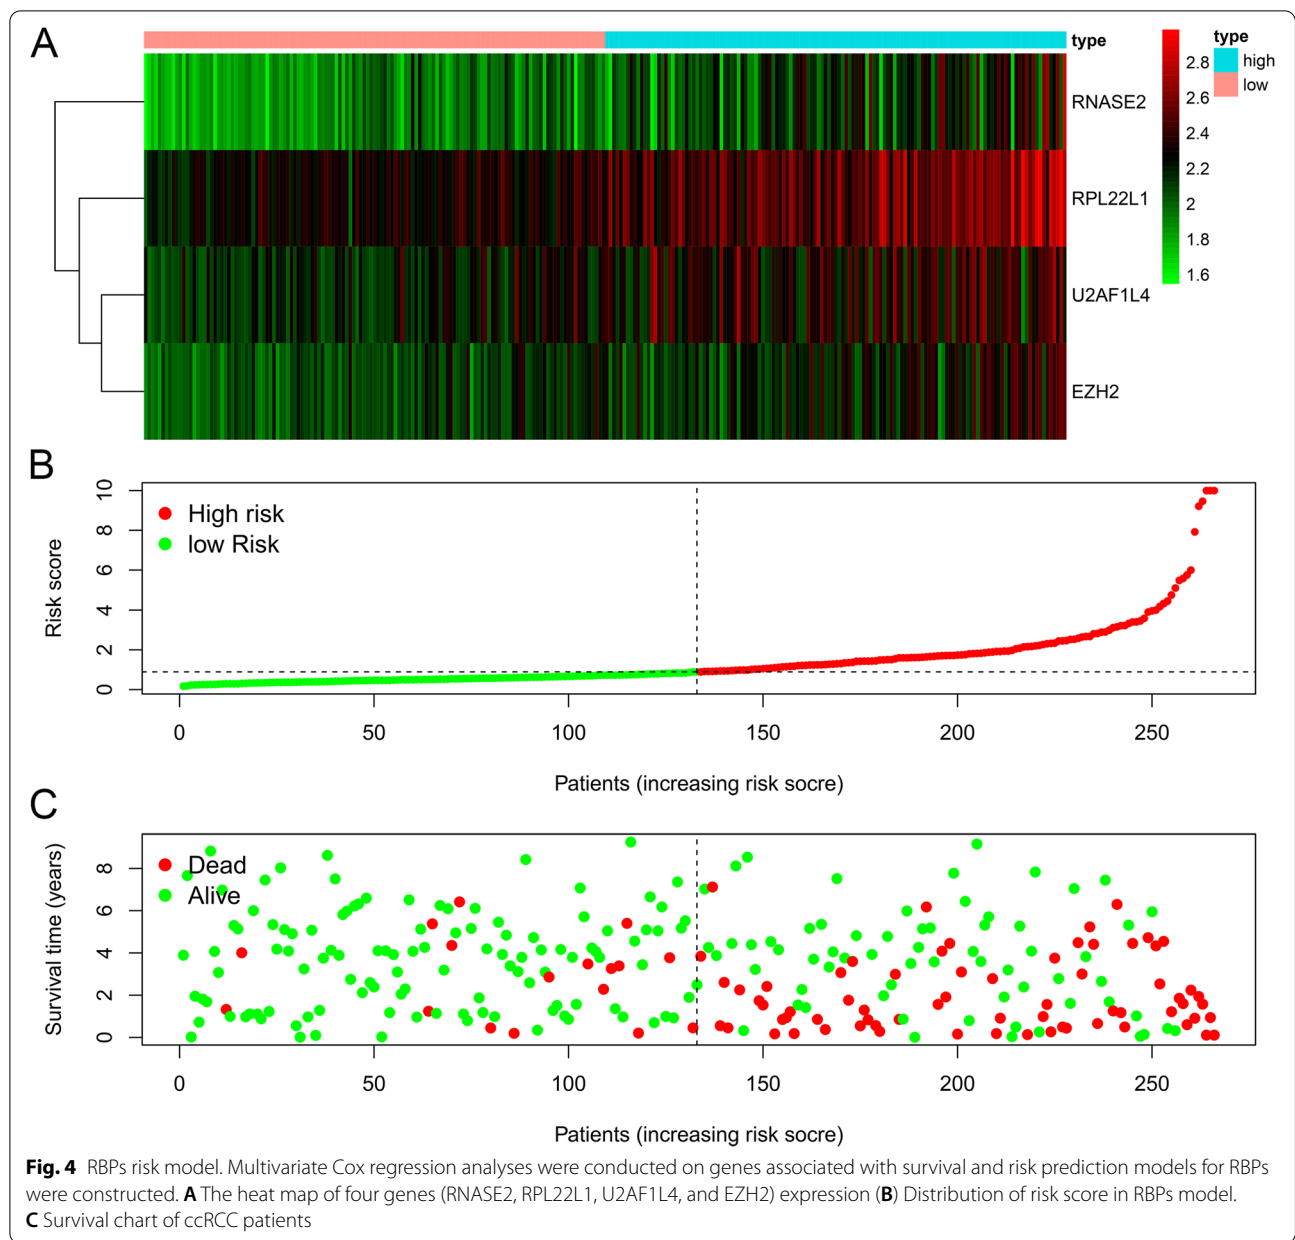 A
type
RNASE2
RPL22L1
U2AF1L4
EZH2
2.8
2.6
2.4
2.2
2
1.8
1.6
type
high
low
B
High risk
low Risk
Risk score
10
8
6
4
2
0
0 50 100 150 200 250
Patients (increasing risk socre)
C
Dead
Alive
Survival time (years)
8
6
4
2
0
0 50 100 150 200 250
Patients (increasing risk socre)
Fig. 4 RBPs risk model. Multivariate Cox regression analyses were conducted on genes associated with survival and risk prediction models for RBPs
were constructed. A The heat map of four genes (RNASE2, RPL22L1, U2AF1L4, and EZH2) expression (B) Distribution of risk score in RBPs model.
C Survival chart of ccRCC patients